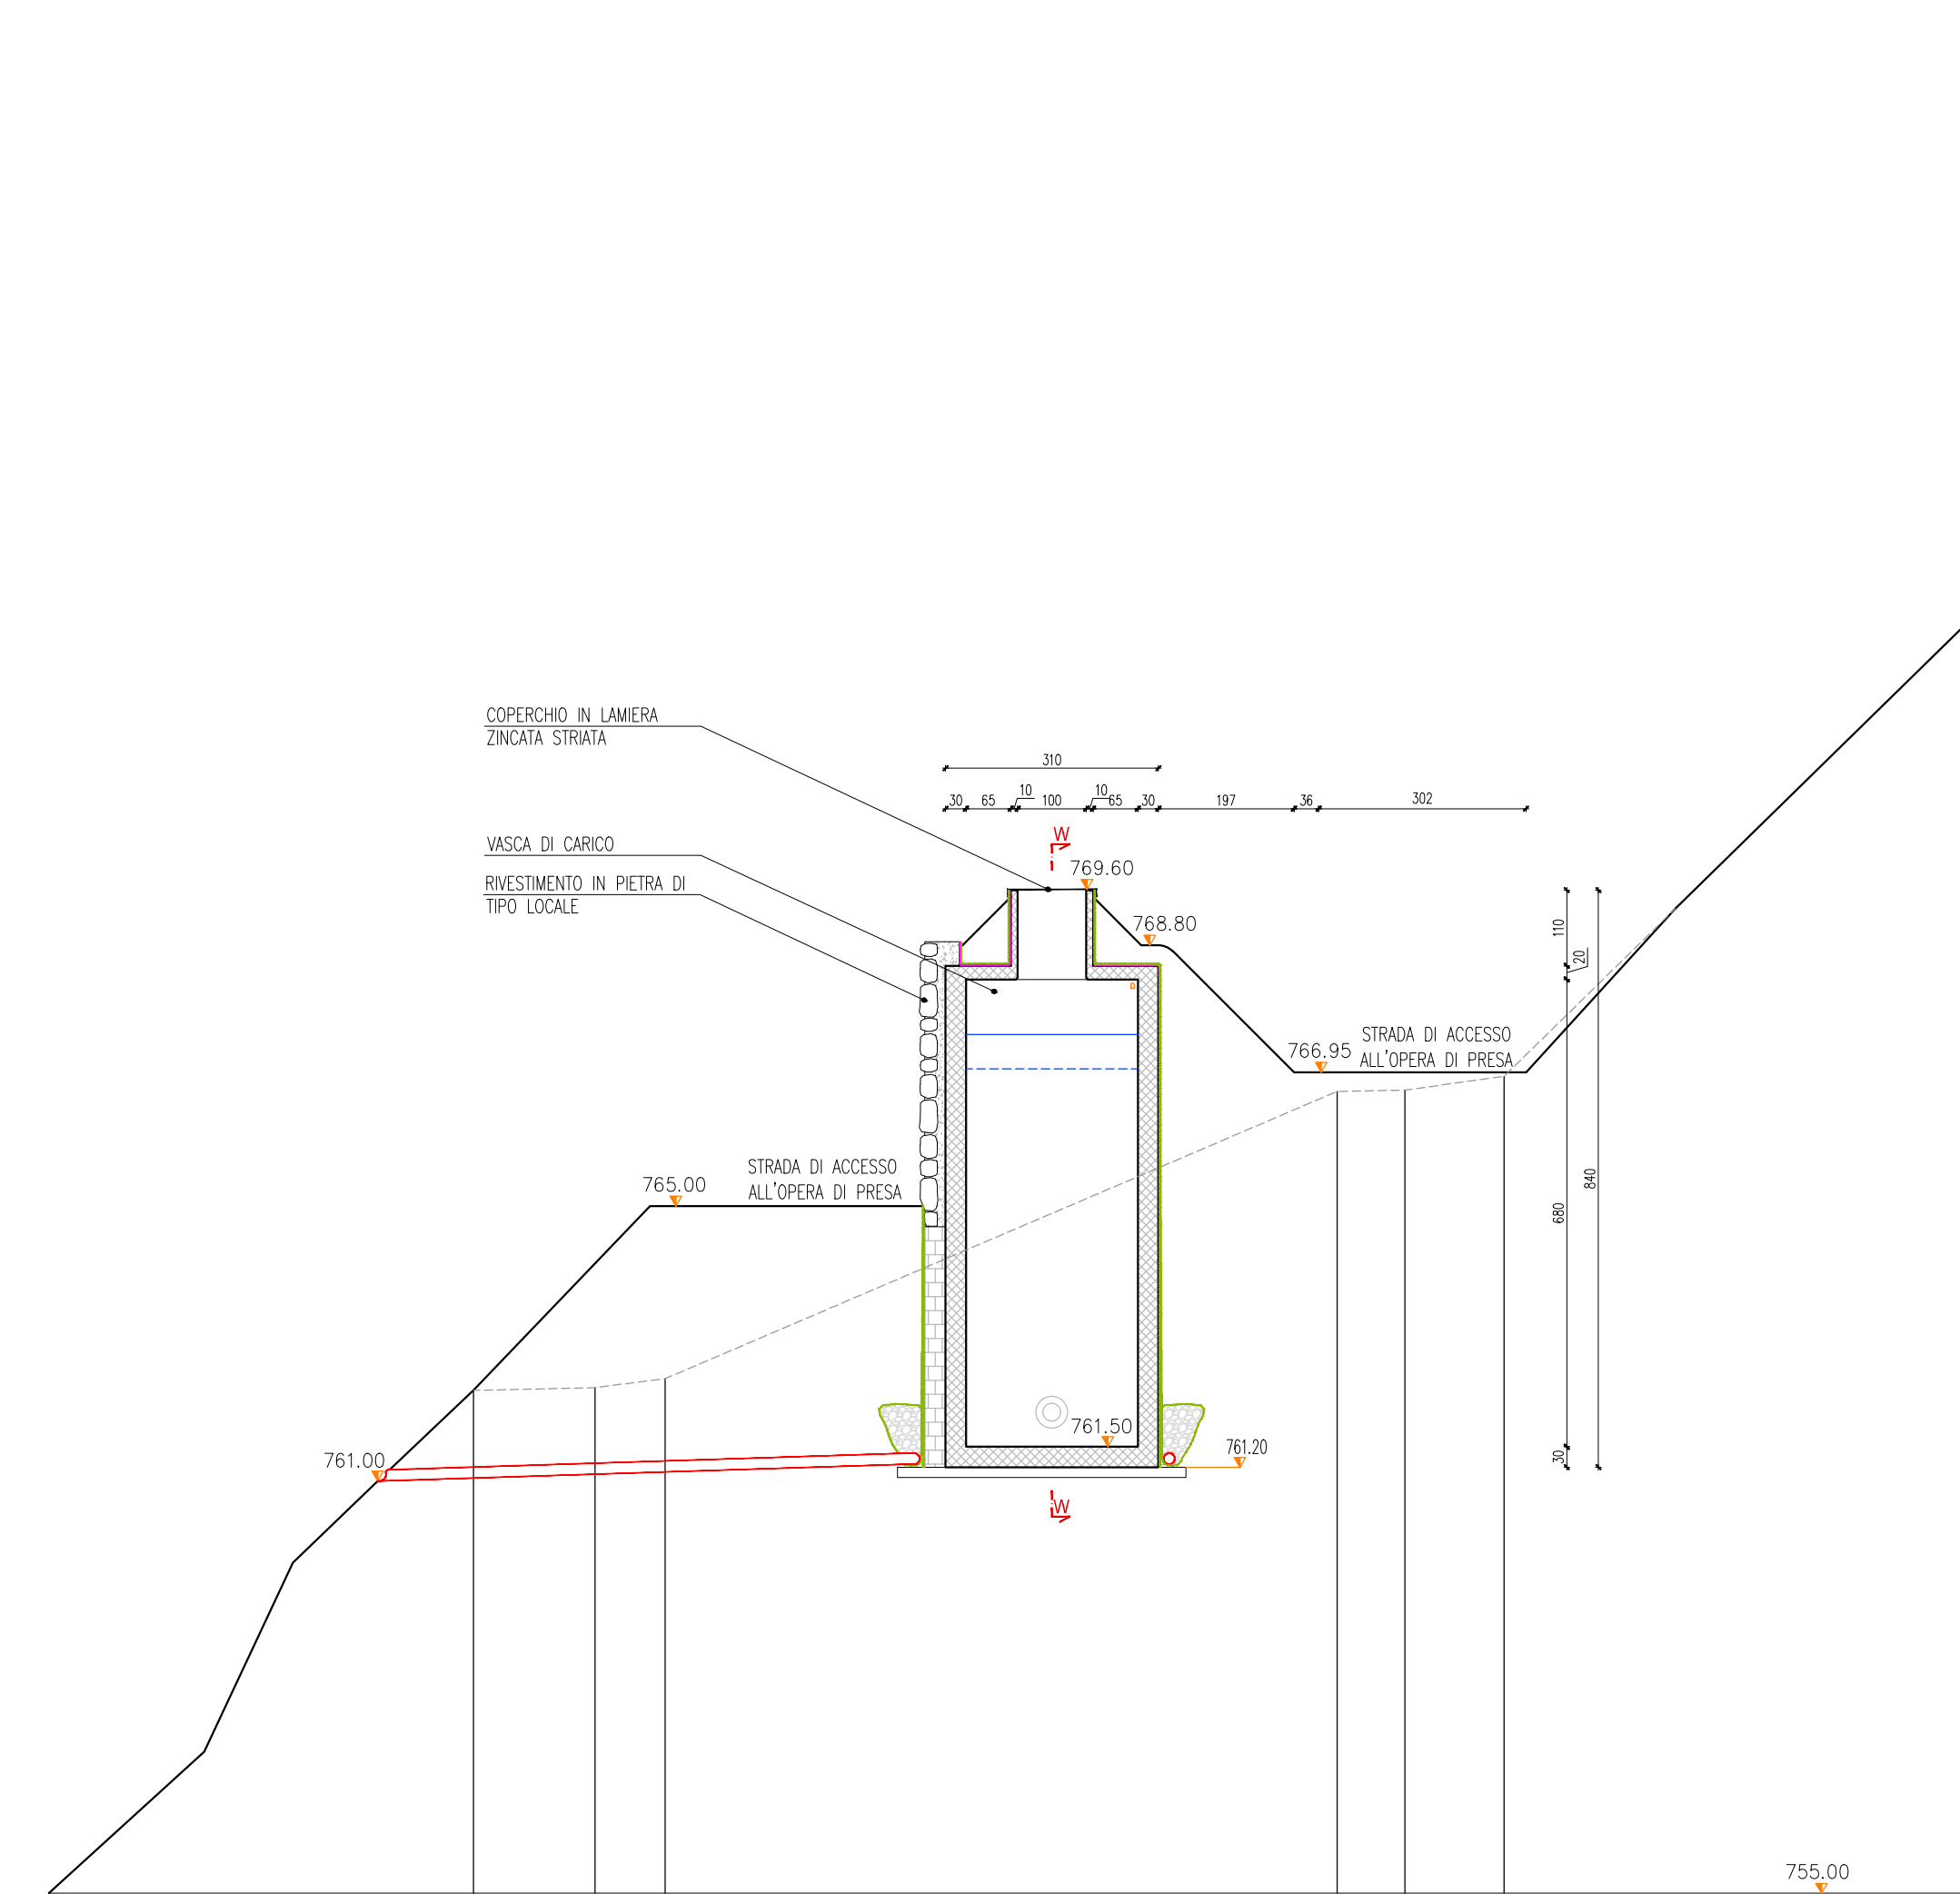 COPERCHIO IN LAMIERA
ZINCATA STRIATA
310
30 65 10 100 10 65 30 197 36 302
W
VASCA DI CARICO
769.60
RIVESTIMENTO IN PIETRA DI
TIPO LOCALE
768.80
110
20
STRADA DI ACCESSO
ALL'OPERA DI PRESA
766.95
STRADA DI ACCESSO
ALL'OPERA DI PRESA
765.00
840
680
761.50
761.20
761.00
30
W
755.00